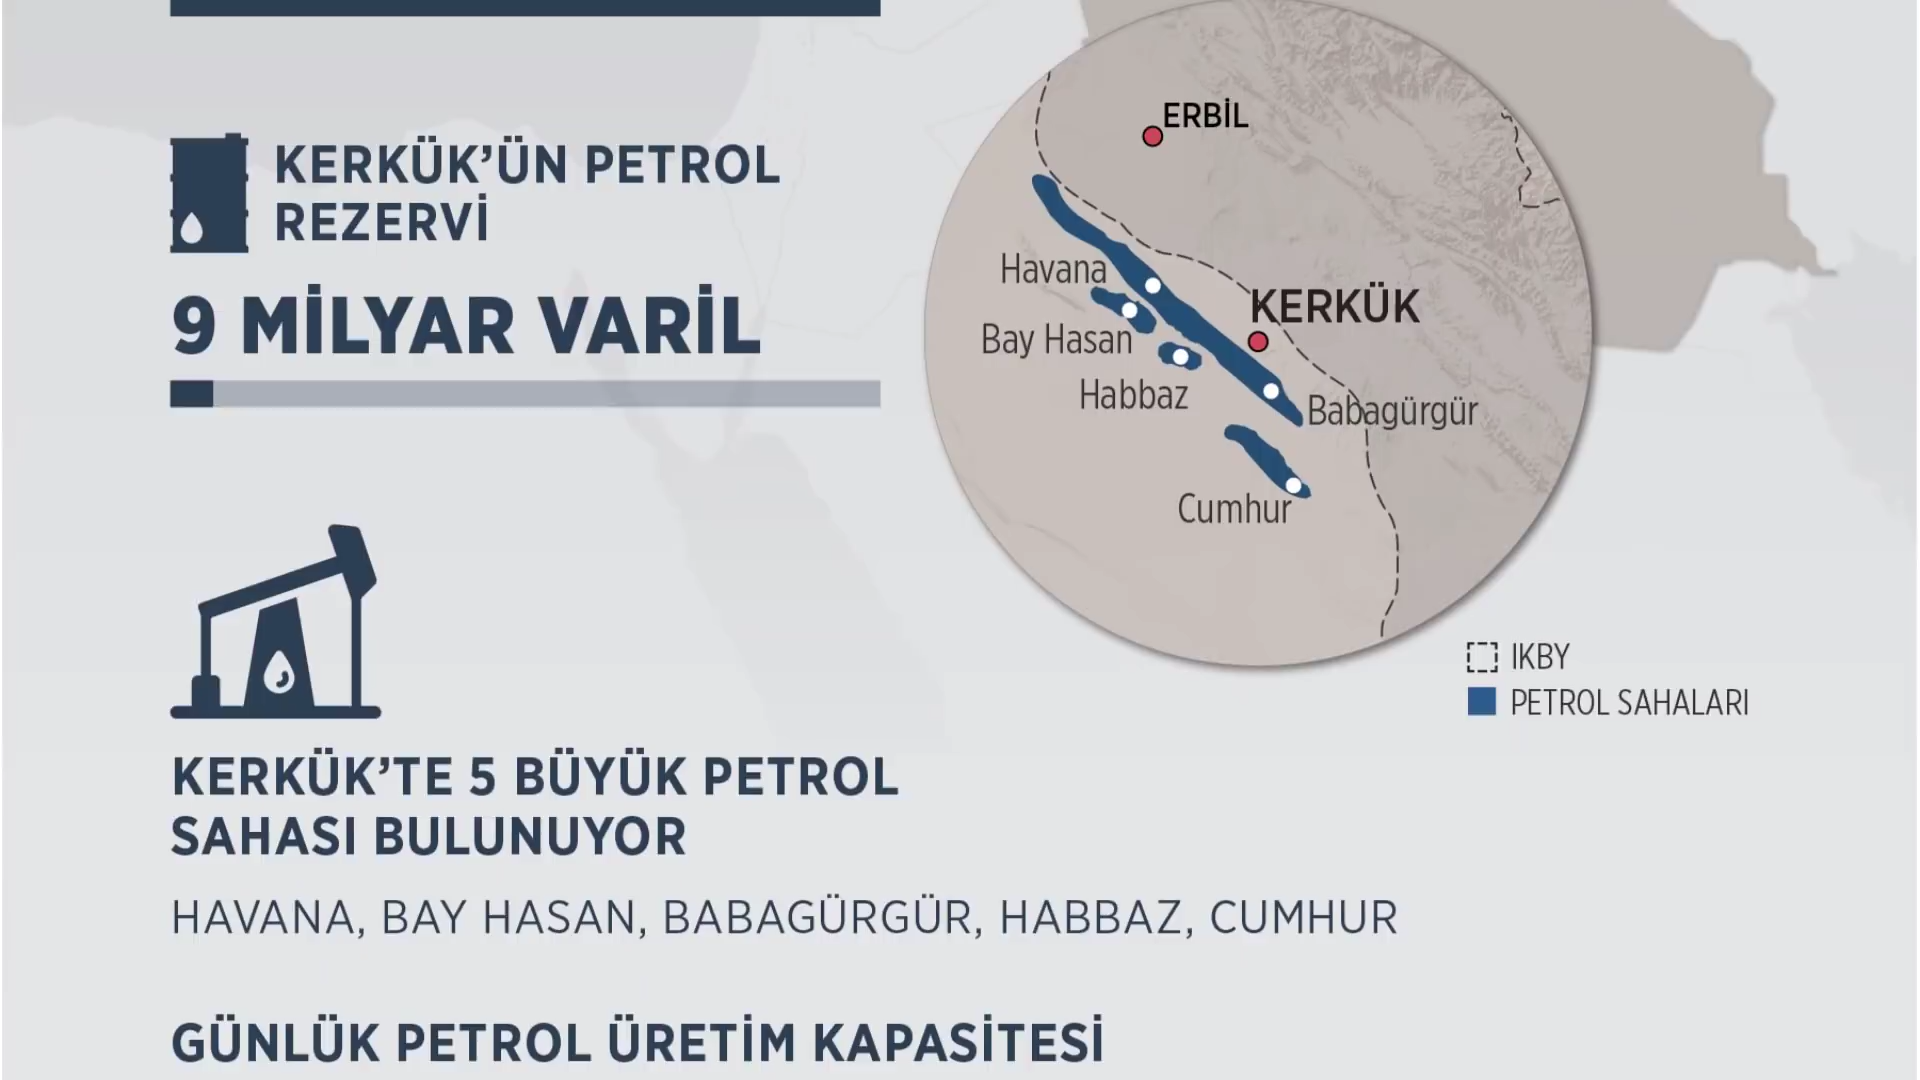 KERKÜK’ÜN PETROL
REZERVİ
9 MİLYAR VARİL
ERBİL
Havana
KERKÜK
Bay Hasan
Habbaz
Babagürgür
Cumhur
IKBY
PETROL SAHALARI
KERKÜK’TE 5 BÜYÜK PETROL
SAHASI BULUNUYOR
HAVANA, BAY HASAN, BABAGÜRGÜR, HABBAZ, CUMHUR
GÜNLÜK PETROL ÜRETİM KAPASİTESİ